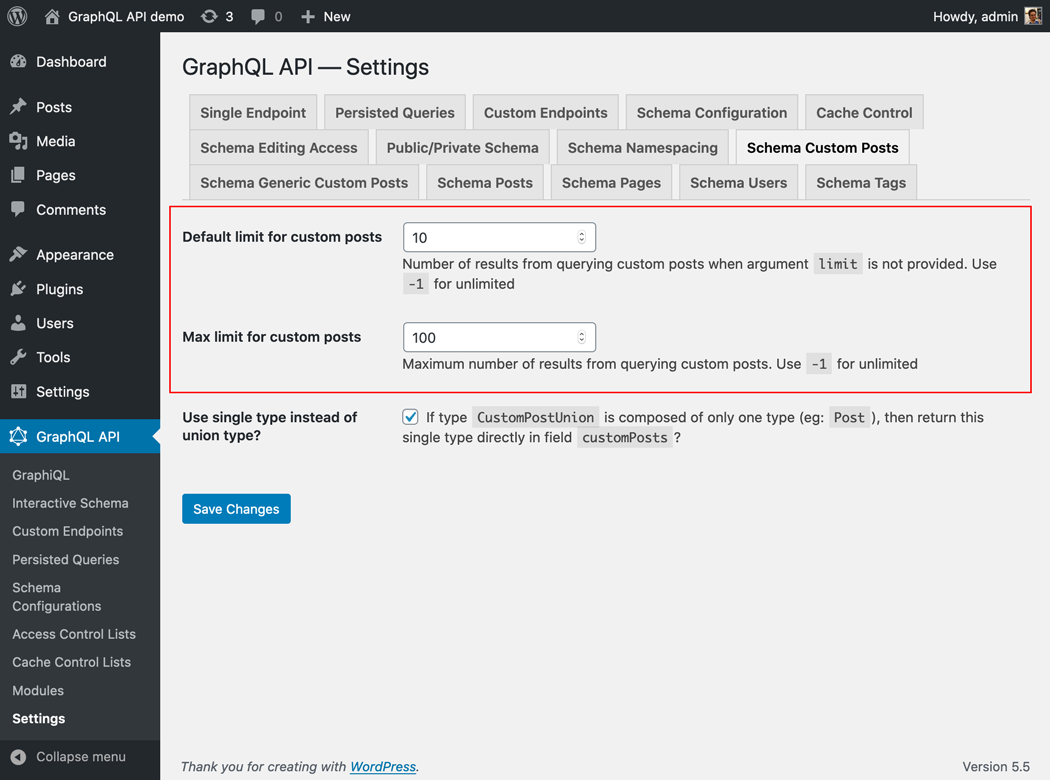 GraphQL API demo 3 0 New Howdy, admin
Dashboard
Posts
Media
Pages
Comments
Appearance
Plugins
Users
Tools
Settings
GraphQL API
GraphiQL
Interactive Schema
Custom Endpoints
Persisted Queries
Schema
Configurations
Access Control Lists
Cache Control Lists
Modules
Settings
Collapse menu
GraphQL API — Settings
Single Endpoint Persisted Queries Custom Endpoints Schema Configuration Cache Control
Schema Editing Access Public/Private Schema Schema Namespacing Schema Custom Posts
Schema Generic Custom Posts Schema Posts Schema Pages Schema Users Schema Tags
Default limit for custom posts 10
Number of results from querying custom posts when argument limit is not provided. Use
-1 for unlimited
Max limit for custom posts 100
Maximum number of results from querying custom posts. Use -1 for unlimited
Use single type instead of
union type?
If type CustomPostUnion is composed of only one type (eg: Post ), then return this
single type directly in field customPosts ?
Save Changes
Thank you for creating with WordPress. Version 5.5